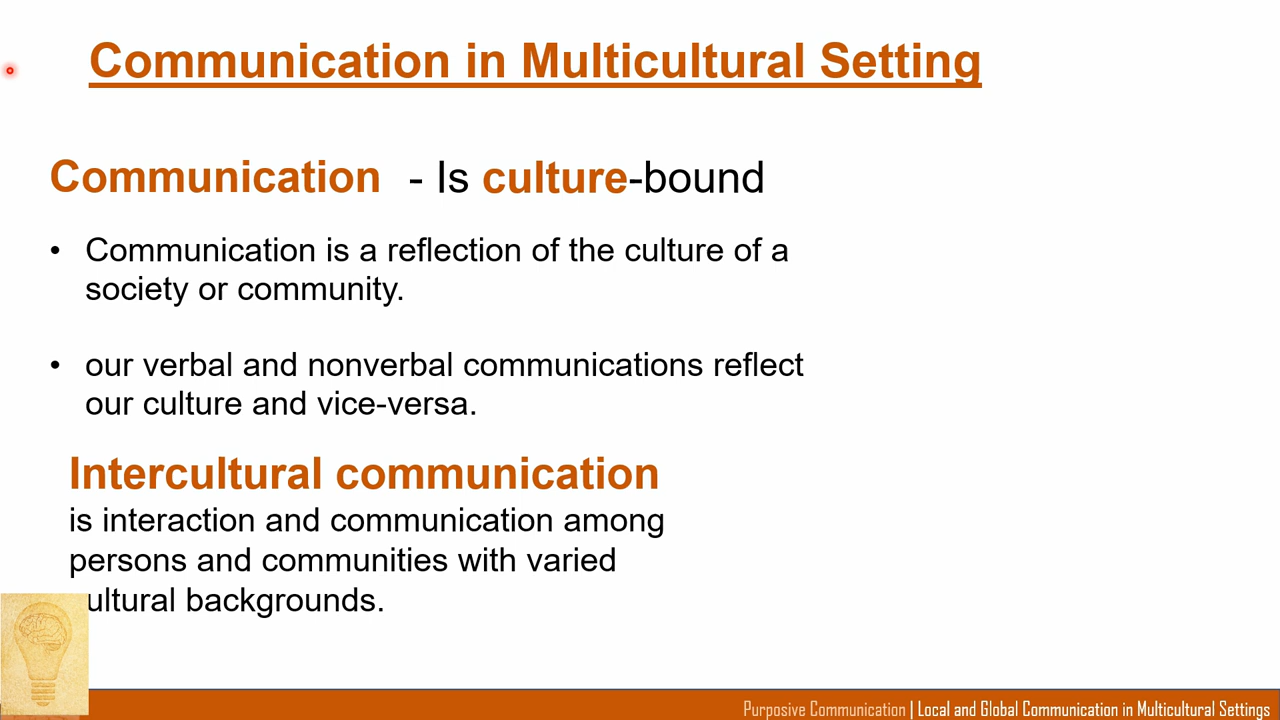 Communication in Multicultural Setting
Communication - Is culture-bound
• Communication is a reflection of the culture of a
society or community.
• our verbal and nonverbal communications reflect
our culture and vice-versa.
Intercultural communication
is interaction and communication among
persons and communities with varied
ultural backgrounds.
Purposive Communication | Local and Global Communication in Multicultural Settings